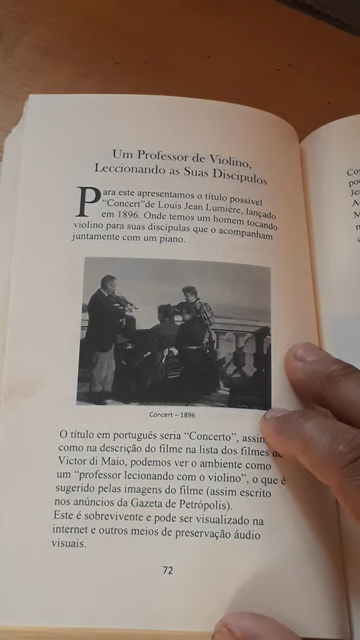 Um Professor de Violino,
Leccionando as Suas Discípulos
Para este apresentamos o título possível
“Concert”de Louis Jean Lumière, lançado
em 1896. Onde temos um homem tocando
violino para suas discípulas que o acompanham
juntamente com um piano.
Concert – 1896
O título em português seria “Concerto”, assim
como na descrição do filme na lista dos filmes
Victor di Maio, podemos ver o ambiente como
um “professor lecionando com o violino”, o que é
sugerido pelas imagens do filme (assim escrito
nos anúncios da Gazeta de Petrópolis).
Este é sobrevivente e pode ser visualizado na
internet e outros meios de preservação áudio
visuais.
72